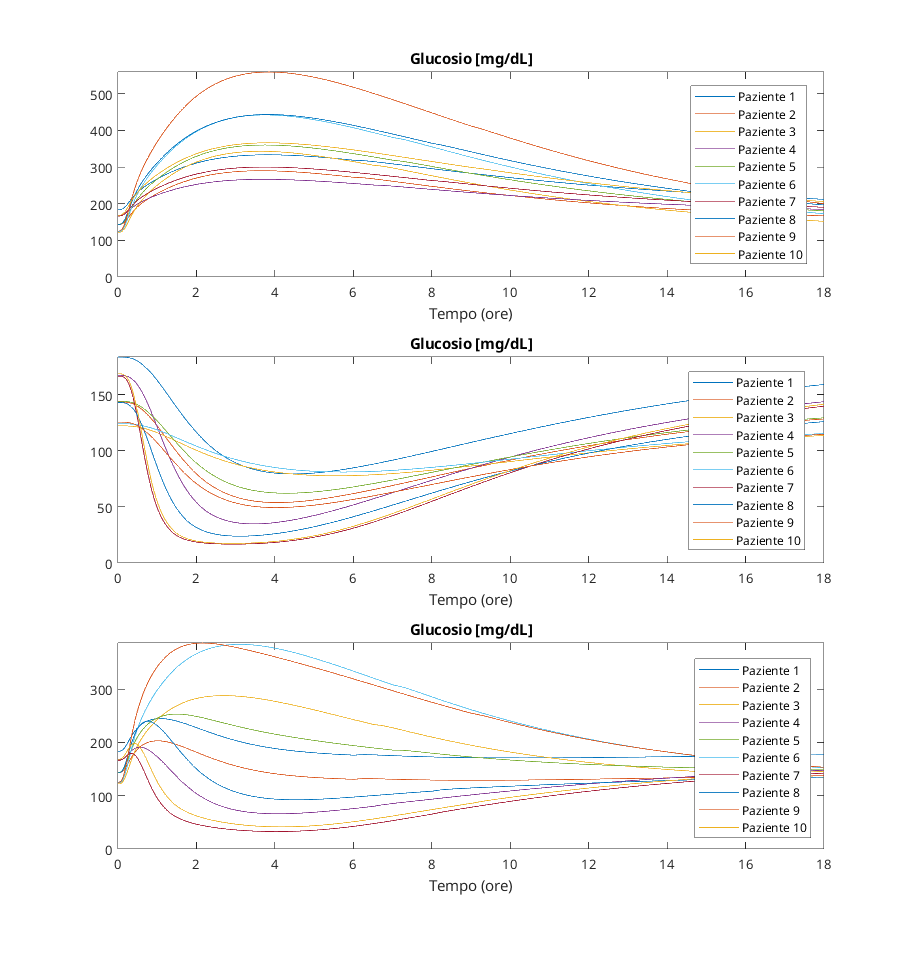 Glucosio [mg/dL]
500
400
300
200
100
0
Paziente 1
Paziente 2
Paziente 3
Paziente 4
Paziente 5
Paziente 6
Paziente 7
Paziente 8
Paziente 9
Paziente 10
0 2 4 6 8 10 12 14 16 18
Tempo (ore)
Glucosio [mg/dL]
150
100
50
0
Paziente 1
Paziente 2
Paziente 3
Paziente 4
Paziente 5
Paziente 6
Paziente 7
Paziente 8
Paziente 9
Paziente 10
0 2 4 6 8 10 12 14 16 18
Tempo (ore)
Glucosio [mg/dL]
300
200
100
0
Paziente 1
Paziente 2
Paziente 3
Paziente 4
Paziente 5
Paziente 6
Paziente 7
Paziente 8
Paziente 9
Paziente 10
0 2 4 6 8 10 12 14 16 18
Tempo (ore)